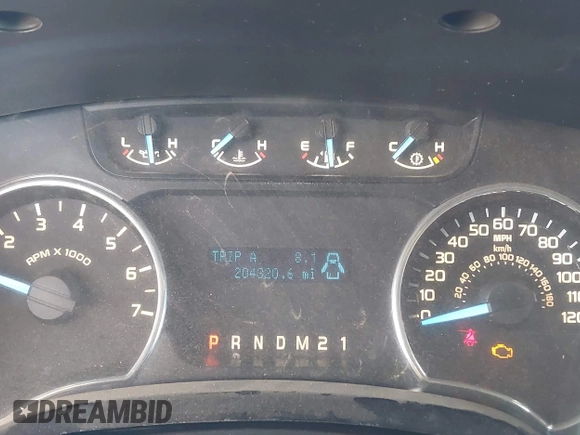 L H C H E F C H
2 3 4 5 6 7
RPM X 1000
TRIP A 8.1
204320.6 mi
P R N D M 2 1
0 10 20 30 40 50 60 70 80 90 100 110 120
MPH
km/h
20 40 60 80 100 120 140 160 180
DREAMBID